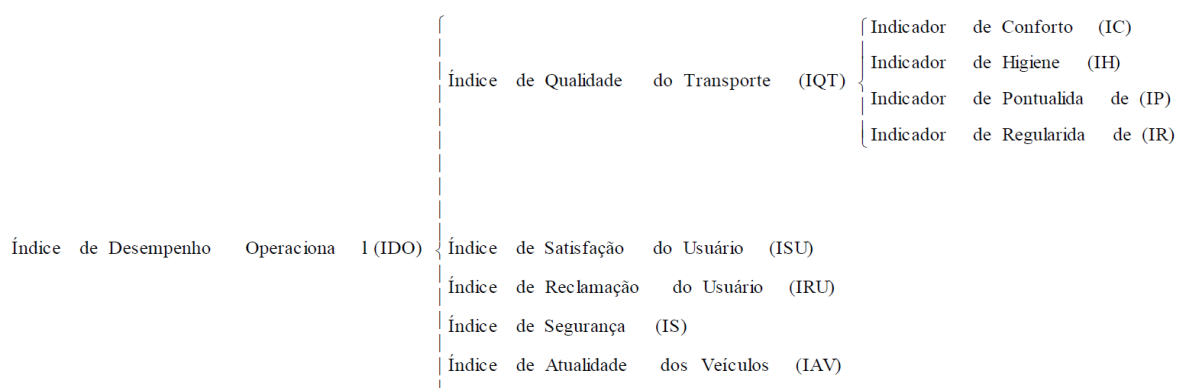 Indicador de Conforto (IC)
Indicador de Higiene (IH)
Índice de Qualidade do Transporte (IQT)
Indicador de Pontualida de (IP)
Indicador de Regularida de (IR)
Índice de Desempenho Operaciona l (IDO)
Índice de Satisfação do Usuário (ISU)
Índice de Reclamação do Usuário (IRU)
Índice de Segurança (IS)
Índice de Atualidade dos Veículos (IAV)